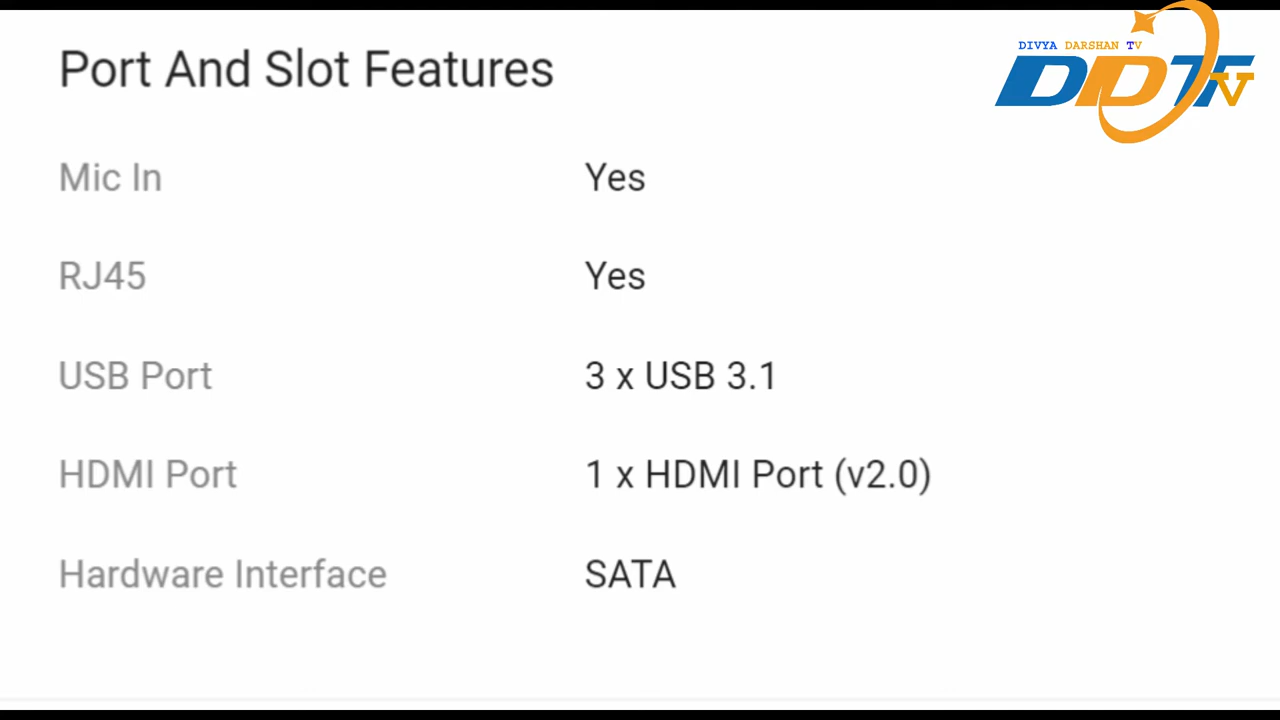 DIVYA DARSHAN TV
DDTV
Port And Slot Features
Mic In Yes
RJ45 Yes
USB Port 3 x USB 3.1
HDMI Port 1 x HDMI Port (v2.0)
Hardware Interface SATA